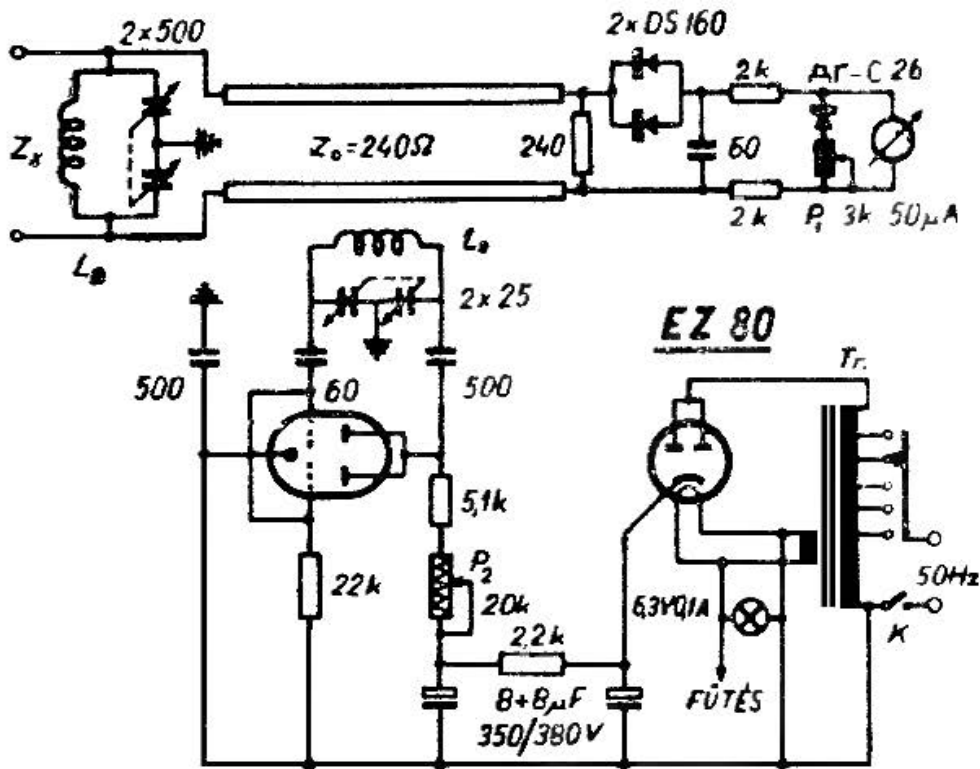 2×500
2×DS160
2k
ДГ-С 26
Zx
Z₀=240Ω
240
60
2k
P₁
3k
50μA
2×25
EZ 80
Tr.
500
60
500
5,1k
P₂
22k
20k
2,2k
6,3V0,1A
50Hz
K
8+8μF
350/380V
FŰTÉS